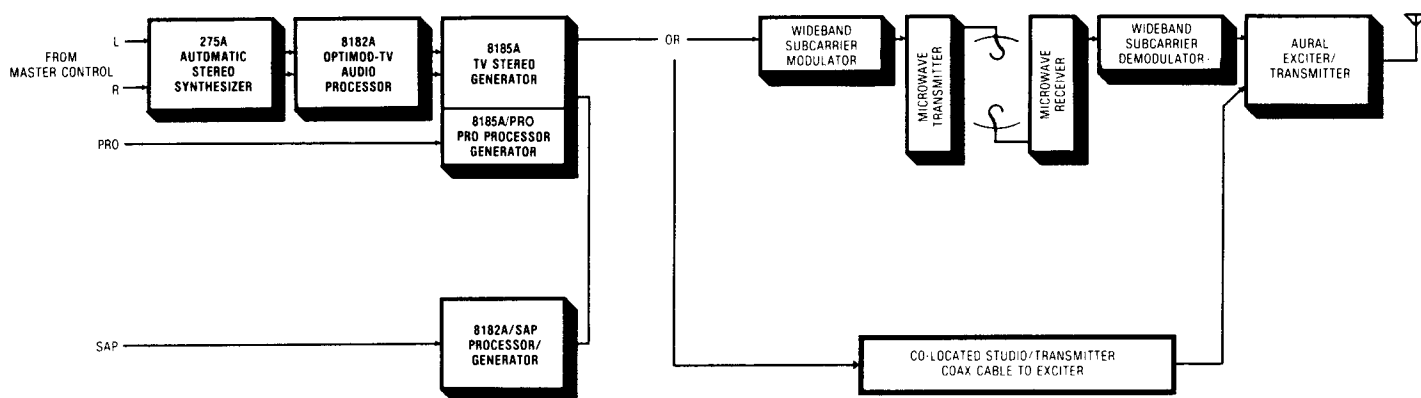 FROM
MASTER CONTROL
L
R
275A
AUTOMATIC
STEREO
SYNTHESIZER
8182A
OPTIMOD-TV
AUDIO
PROCESSOR
8185A
TV STEREO
GENERATOR
8185A/PRO
PRO PROCESSOR
GENERATOR
PRO
SAP
8182A/SAP
PROCESSOR/
GENERATOR
OR
WIDEBAND
SUBCARRIER
MODULATOR
MICROWAVE
TRANSMITTER
MICROWAVE
RECEIVER
WIDEBAND
SUBCARRIER
DEMODULATOR
AURAL
EXCITER/
TRANSMITTER
CO-LOCATED STUDIO/TRANSMITTER
COAX CABLE TO EXCITER